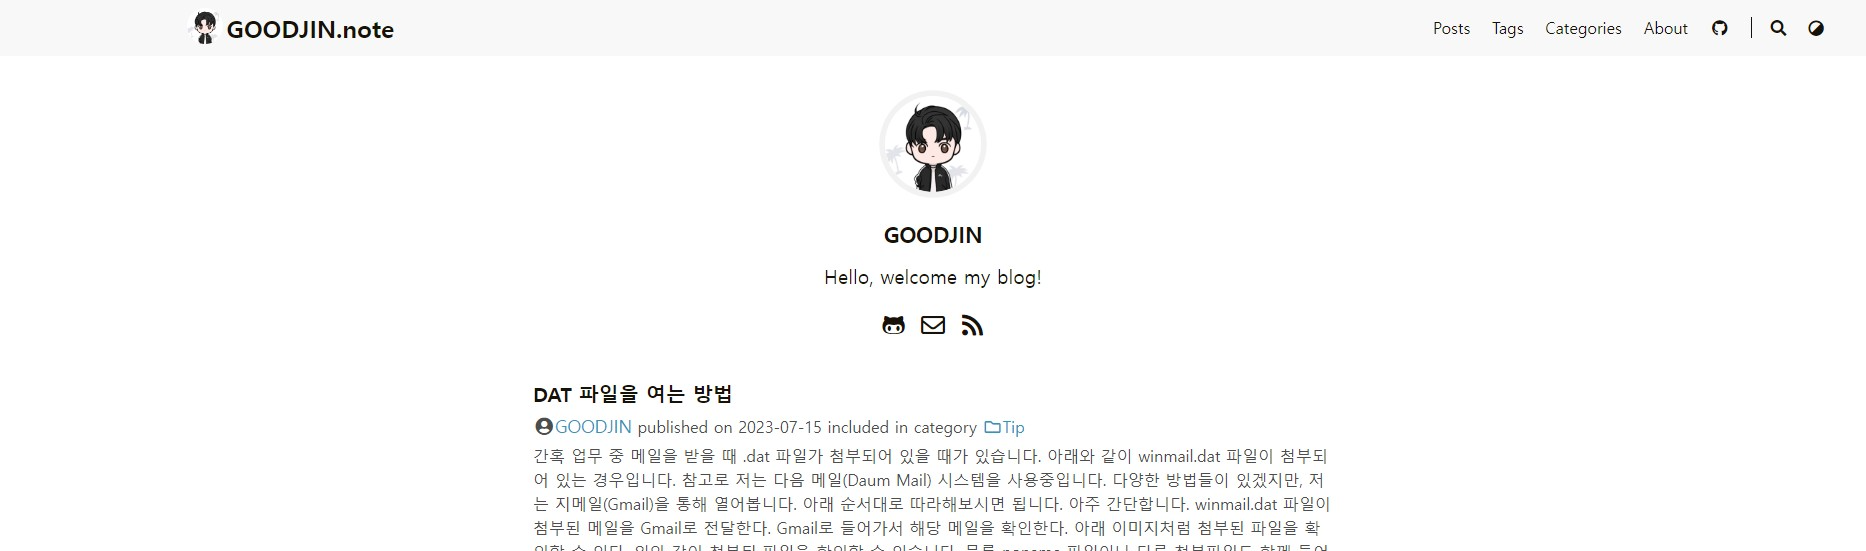 GOODJIN.note
Posts Tags Categories About
GOODJIN
Hello, welcome my blog!
DAT 파일을 여는 방법
GOODJIN published on 2023-07-15 included in category Tip
간혹 업무 중 메일을 받을 때 .dat 파일가 첨부되어 있을 때가 있습니다. 아래와 같이 winmail.dat 파일이 첨부되
어 있는 경우입니다. 참고로 저는 다음 메일(Daum Mail) 시스템을 사용중입니다. 다양한 방법들이 있겠지만, 저
는 지메일(Gmail)을 통해 열어봅니다. 아래 순서대로 따라해보시면 됩니다. 아주 간단합니다. winmail.dat 파일이
첨부된 메일을 Gmail로 전달한다. Gmail로 들어가서 해당 메일을 확인한다. 아래 이미지처럼 첨부된 파일을 확